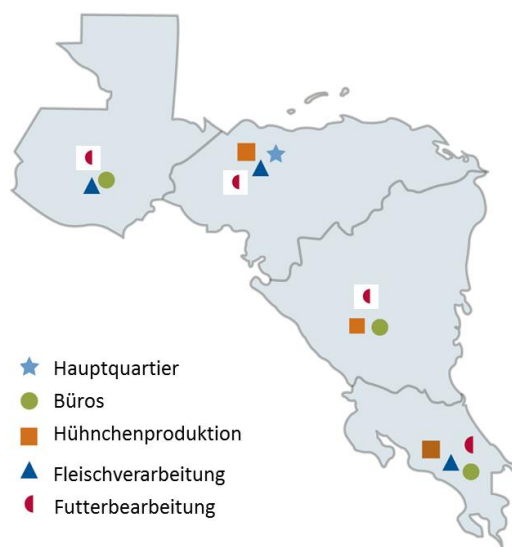 Hauptquartier
Büros
Hühnchenproduktion
Fleischverarbeitung
Futterbearbeitung